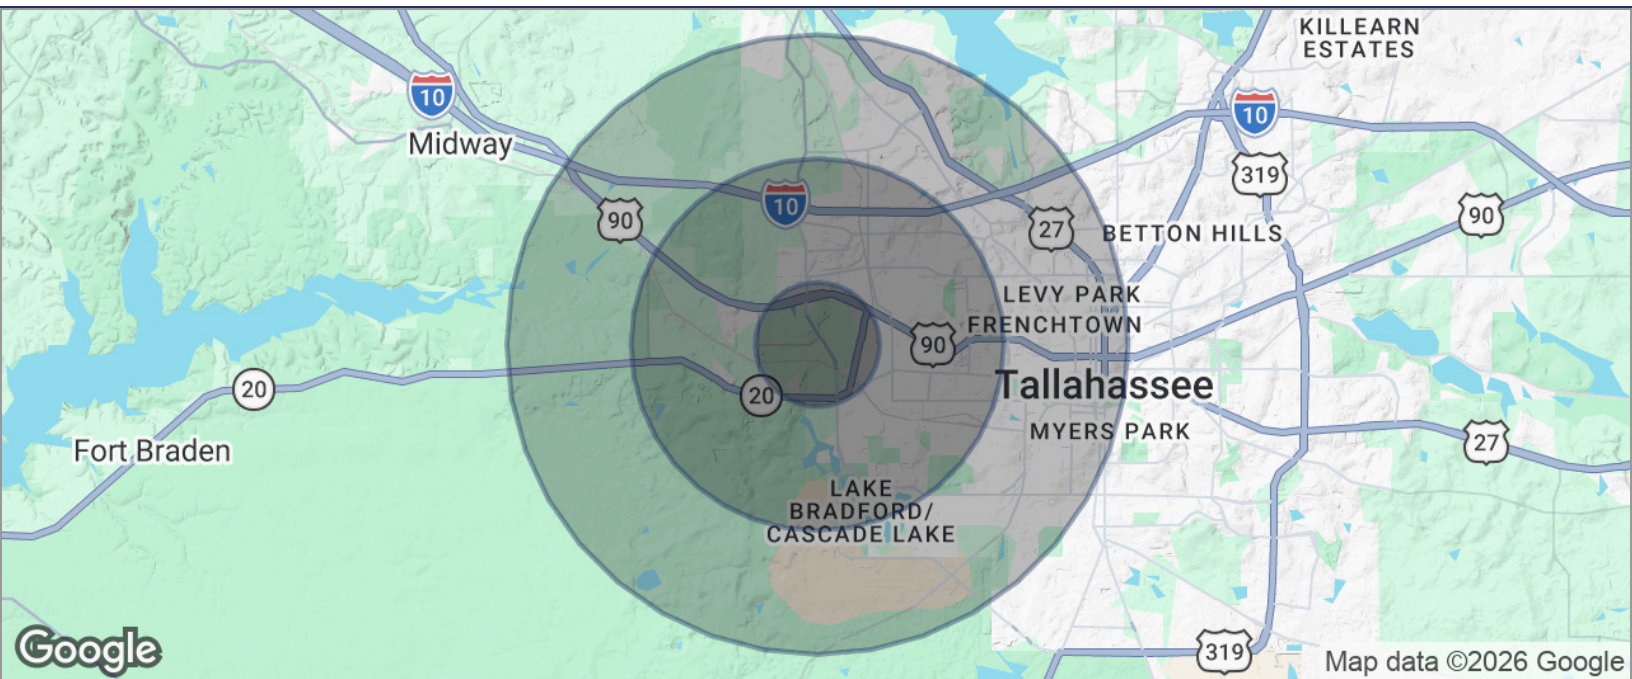 KILLEARN
ESTATES
10
10
Midway
319
10
90
90
27
BETTON HILLS
LEVY PARK
FRENCHTOWN
90
20
20
Tallahassee
MYERS PARK
27
Fort Braden
LAKE
BRADFORD/
CASCADE LAKE
319
Google
Map data ©2026 Google